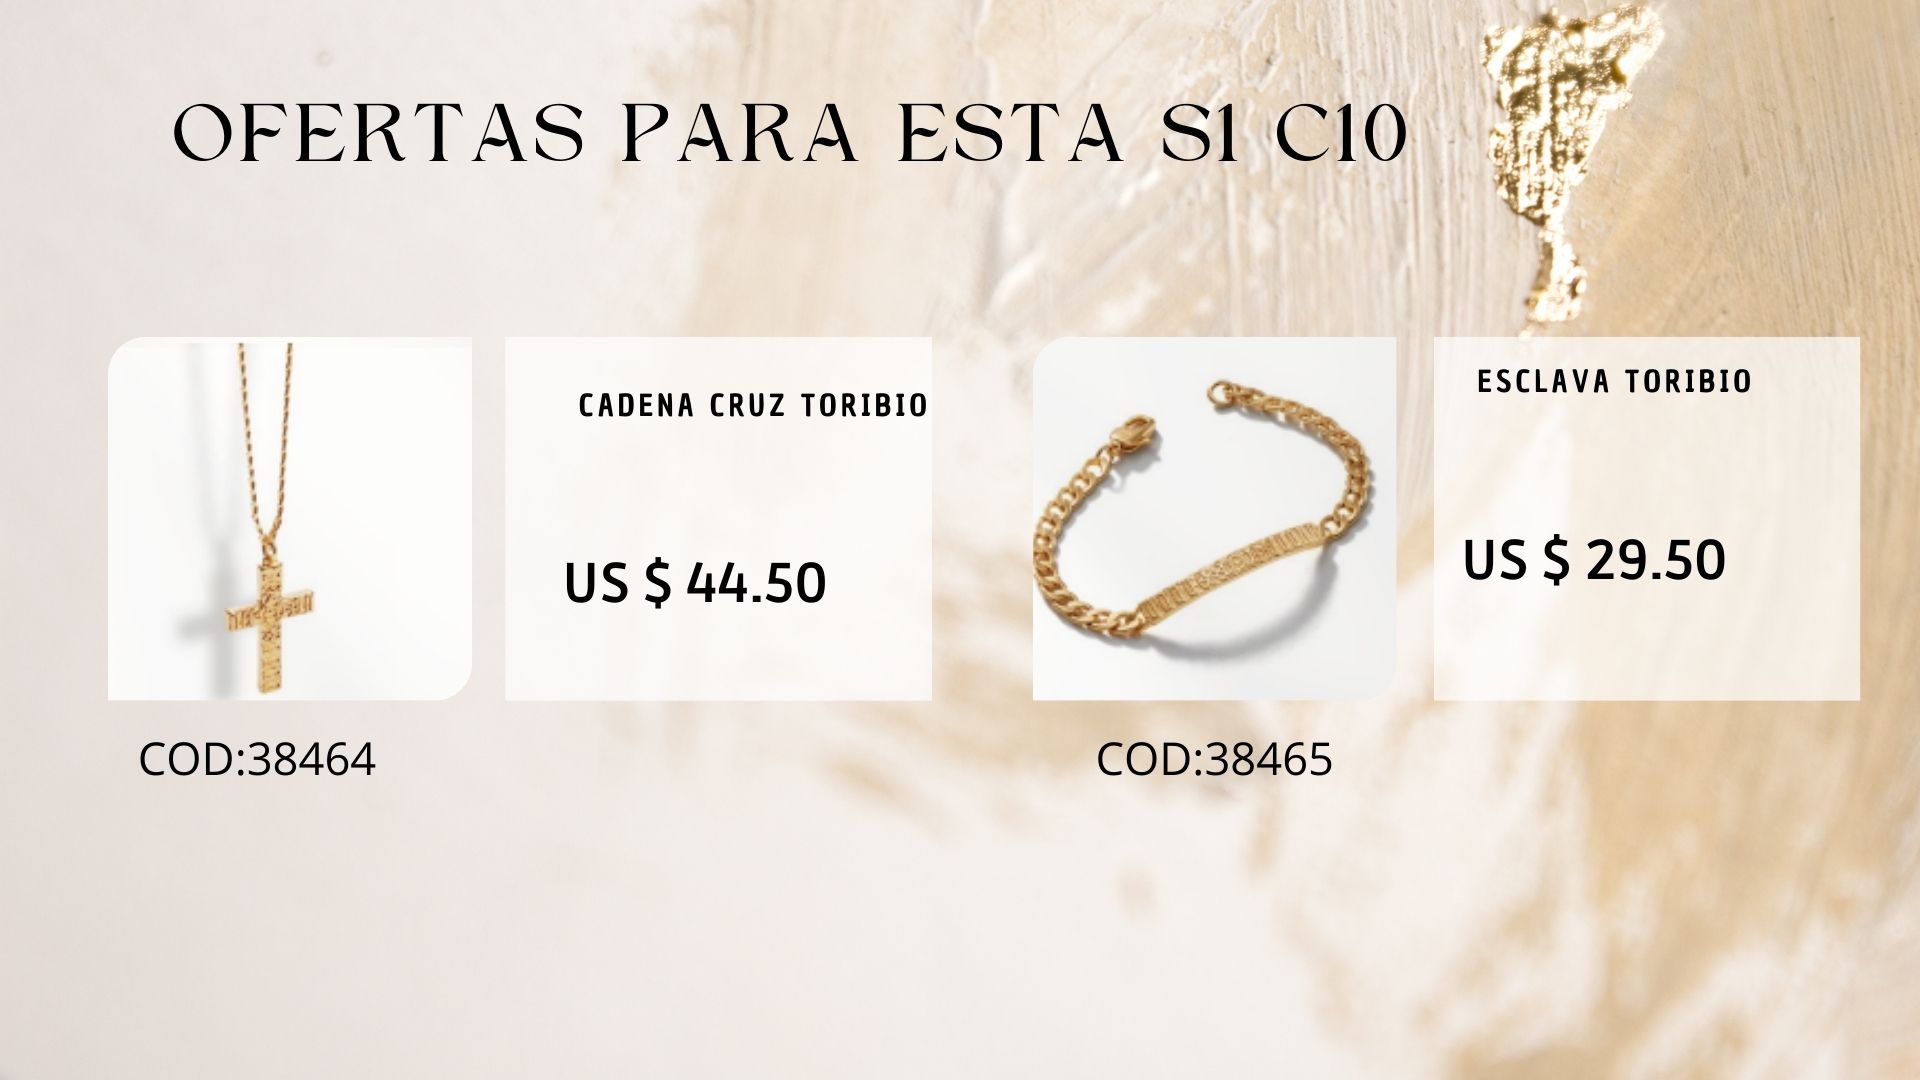 OFERTAS PARA ESTA S1 C10
CADENA CRUZ TORIBIO
US $ 44.50
COD:38464
ESCLAVA TORIBIO
US $ 29.50
COD:38465